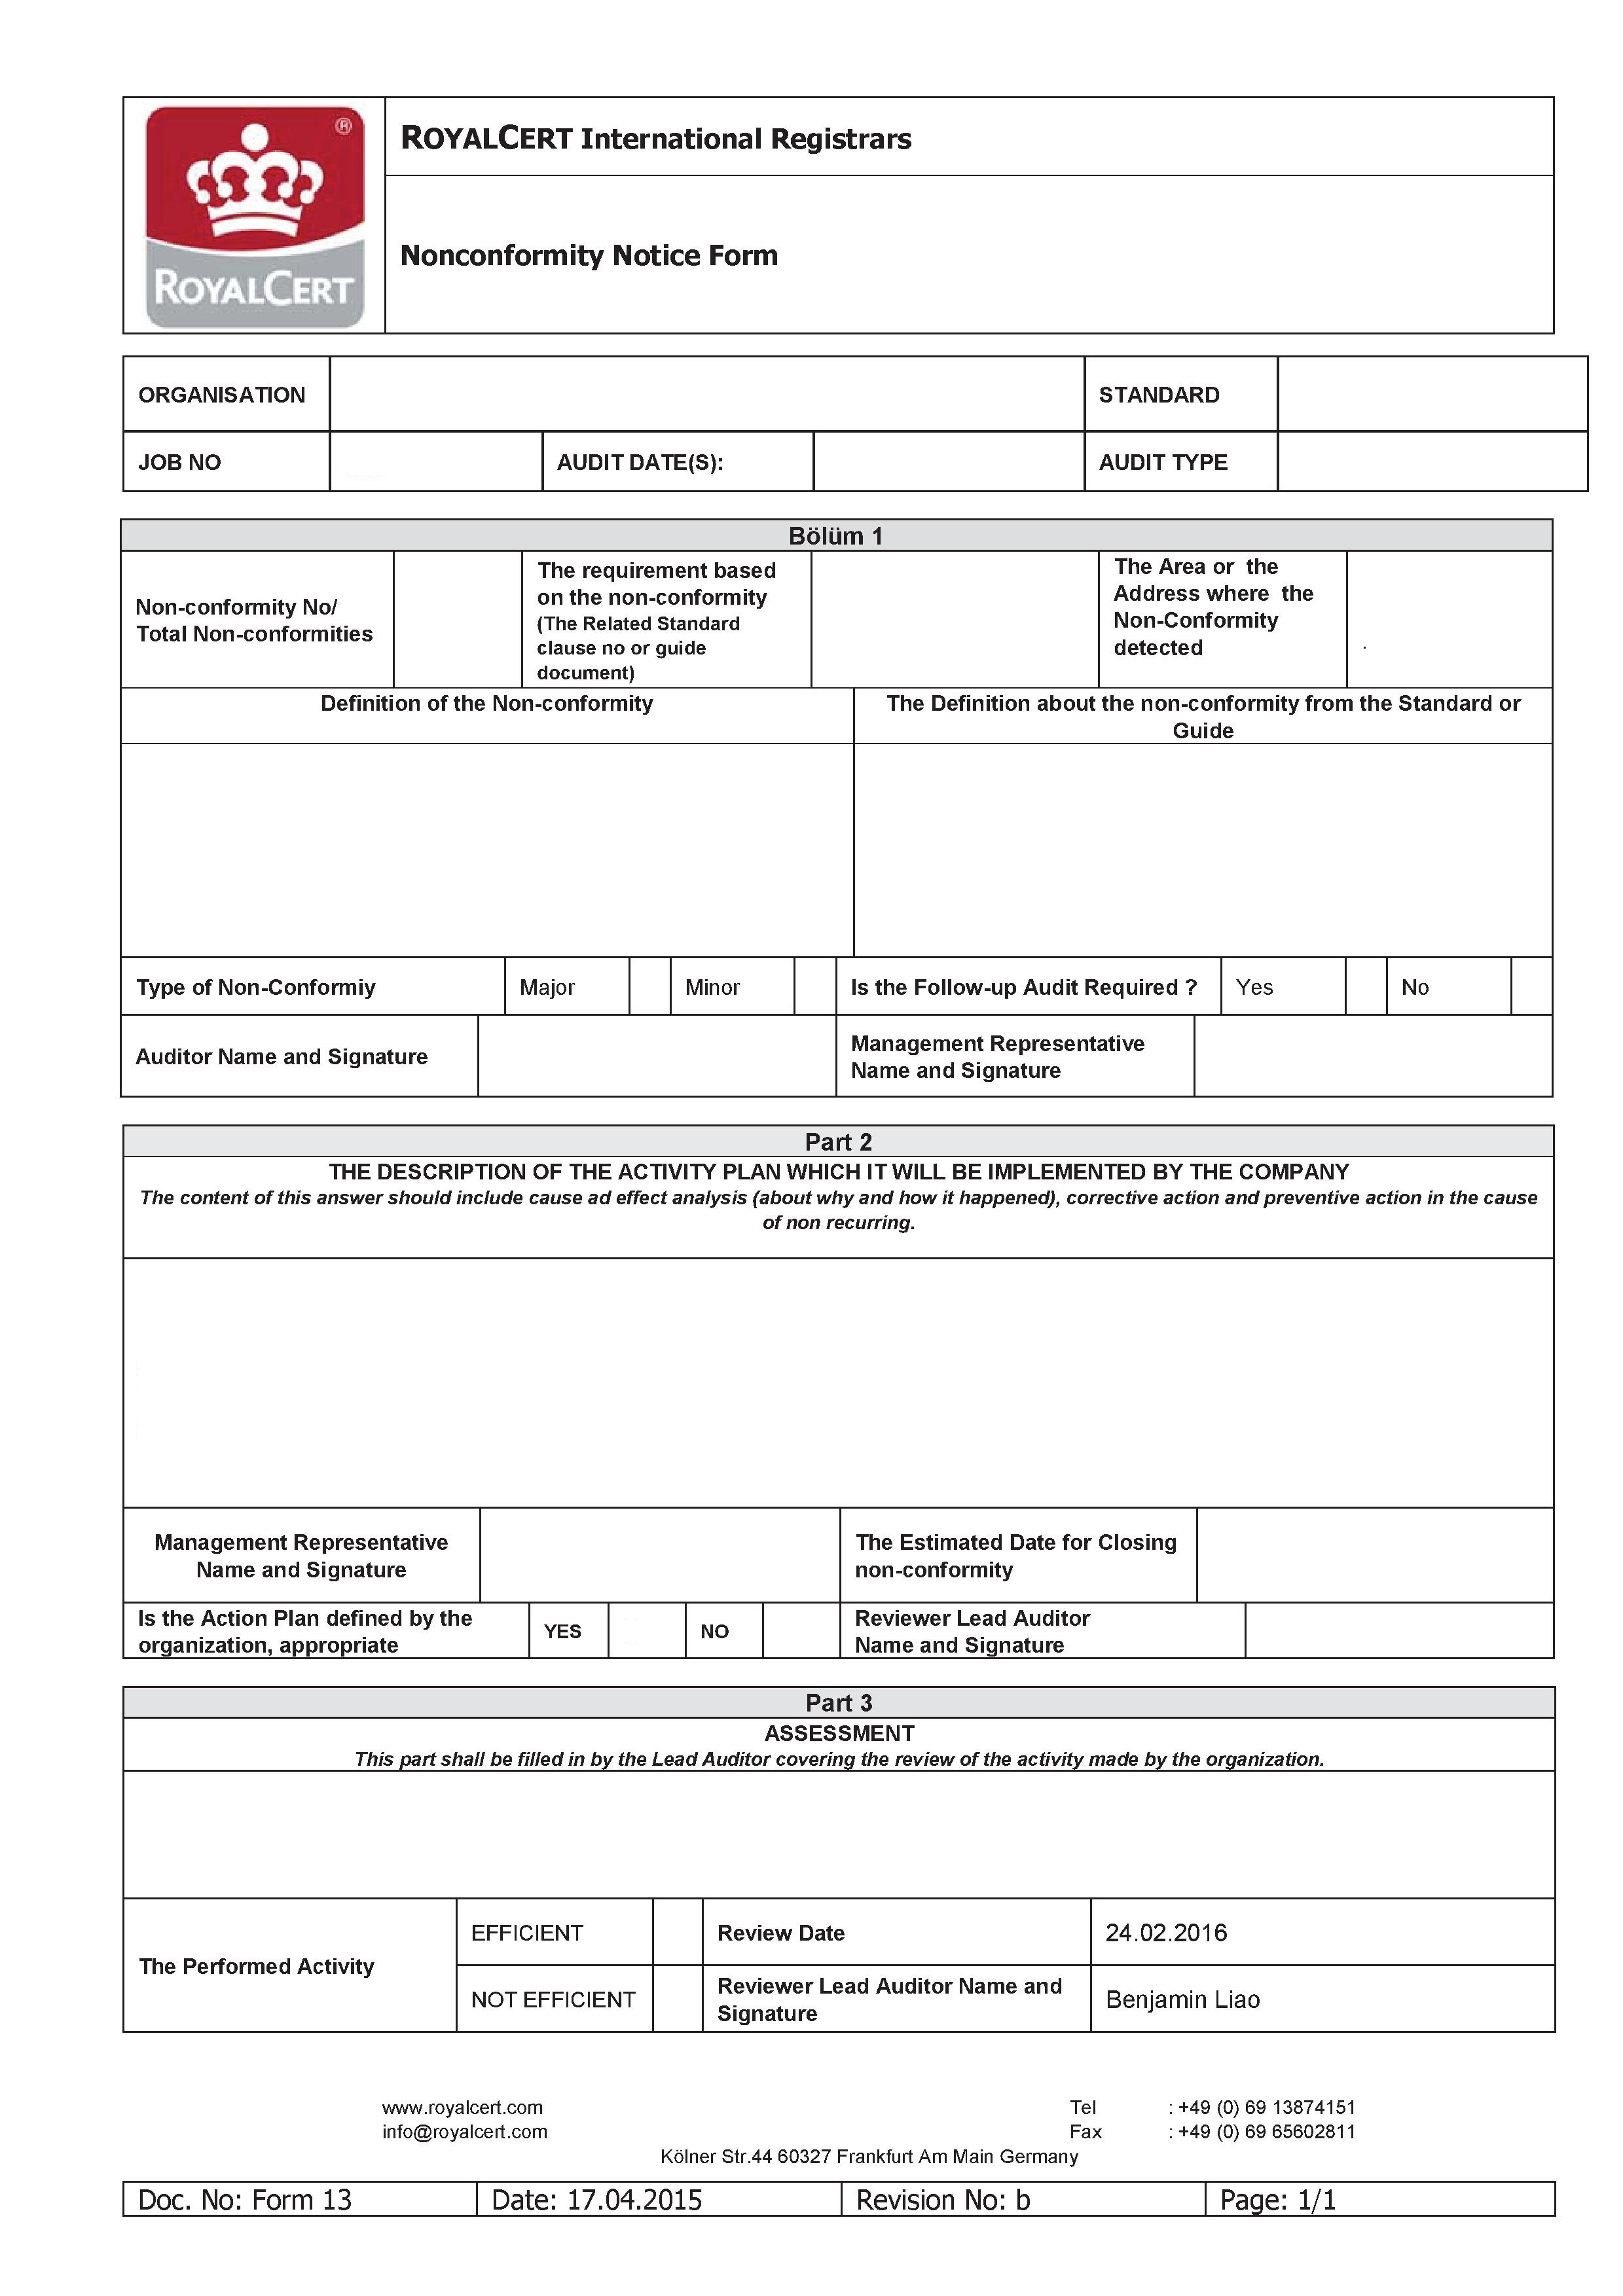 ®
ROYALCERT
ROYALCERT International Registrars
Nonconformity Notice Form
ORGANISATION
STANDARD
JOB NO
AUDIT DATE(S):
AUDIT TYPE
Bölüm 1
Non-conformity No/
Total Non-conformities
The requirement based
on the non-conformity
(The Related Standard
clause no or guide
document)
The Area or the
Address where the
Non-Conformity
detected
.
Definition of the Non-conformity
The Definition about the non-conformity from the Standard or
Guide
Type of Non-Conformiy
Major
Minor
Is the Follow-up Audit Required ?
Yes
No
Auditor Name and Signature
Management Representative
Name and Signature
Part 2
THE DESCRIPTION OF THE ACTIVITY PLAN WHICH IT WILL BE IMPLEMENTED BY THE COMPANY
The content of this answer should include cause ad effect analysis (about why and how it happened), corrective action and preventive action in the cause
of non recurring.
Management Representative
Name and Signature
The Estimated Date for Closing
non-conformity
Is the Action Plan defined by the
organization, appropriate
YES
NO
Reviewer Lead Auditor
Name and Signature
Part 3
ASSESSMENT
This part shall be filled in by the Lead Auditor covering the review of the activity made by the organization.
The Performed Activity
EFFICIENT
Review Date
24.02.2016
NOT EFFICIENT
Reviewer Lead Auditor Name and
Signature
Benjamin Liao
www.royalcert.com
Tel : +49 (0) 69 13874151
info@royalcert.com
Fax : +49 (0) 69 65602811
Kölner Str.44 60327 Frankfurt Am Main Germany
Doc. No: Form 13
Date: 17.04.2015
Revision No: b
Page: 1/1